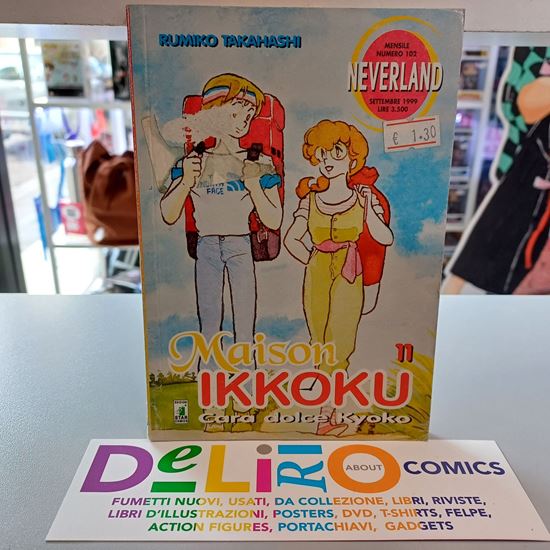 RUMIKO TAKAHASHI
MENSILE
NUMERO 102
NEVERLAND
SETTEMBRE 1999
LIRE 3.500
€ 1.30
FACE
Maison 11
IKKOKU
Cara dolce Kyoko
STAR
DeLiRiO ABOUT COMICS
FUMETTI NUOVI, USATI, DA COLLEZIONE, LIBRI, RIVISTE,
LIBRI D'ILLUSTRAZIONI, POSTERS, DVD, T-SHIRTS, FELPE,
ACTION FIGURES, PORTACHIAVI, GADGETS